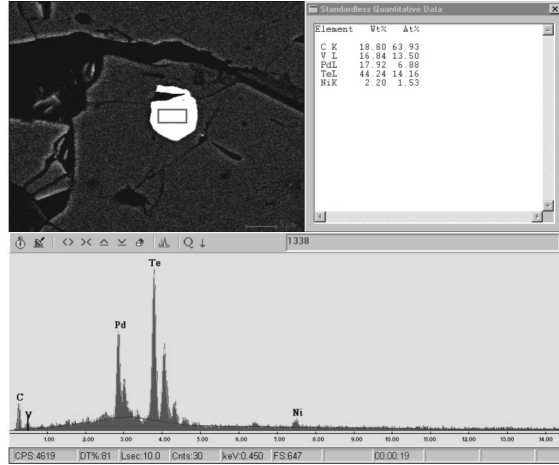 Standardless Quantitative Data
Element Wt% At%
C K 18.80 63.93
V L 16.84 13.50
PdL 17.92 6.88
TeL 44.24 14.16
NiK 2.20 1.53
1338
Te
Pd
C
V
Ni
1.00 2.00 3.00 4.00 5.00 6.00 7.00 8.00 9.00 10.00 11.00 12.00 13.00 14.00
CPS:4619 DT%:81 Lsec:10.0 Cnts:30 keV:0.450 FS:647 00:00:19